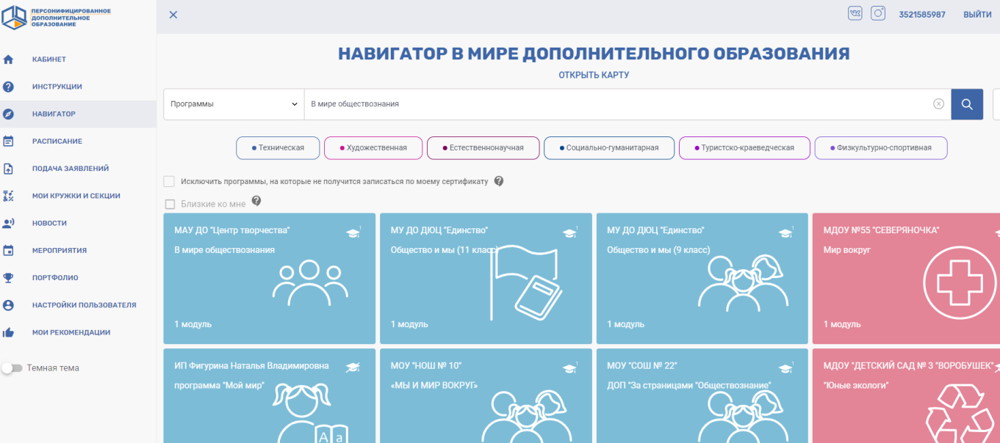 ПЕРСОНИФИЦИРОВАННОЕ
ДОПОЛНИТЕЛЬНОЕ
ОБРАЗОВАНИЕ
3521585987
ВЫЙТИ
КАБИНЕТ
ИНСТРУКЦИИ
НАВИГАТОР
РАСПИСАНИЕ
ПОДАЧА ЗАЯВЛЕНИЙ
МОИ КРУЖКИ И СЕКЦИИ
НОВОСТИ
МЕРОПРИЯТИЯ
ПОРТФОЛИО
НАСТРОЙКИ ПОЛЬЗОВАТЕЛЯ
МОИ РЕКОМЕНДАЦИИ
Темная тема
НАВИГАТОР В МИРЕ ДОПОЛНИТЕЛЬНОГО ОБРАЗОВАНИЯ
ОТКРЫТЬ КАРТУ
Программы
В мире обществознания
Техническая
Художественная
Естественнонаучная
Социально-гуманитарная
Туристско-краеведческая
Физкультурно-спортивная
Исключить программы, на которые не получится записаться по моему сертификату
Близкие ко мне
МАУ ДО "Центр творчества"
1
В мире обществознания
1 модуль
МУ ДО ДЮЦ "Единство"
1
Общество и мы (11 класс)
1 модуль
МУ ДО ДЮЦ "Единство"
1
Общество и мы (9 класс)
1 модуль
МДОУ №55 "СЕВЕРЯНОЧКА"
Мир вокруг
1 модуль
ИП Фигурина Наталья Владимировна
программа "Мой мир"
A a
МОУ "НОШ № 10"
1
«МЫ И МИР ВОКРУГ»
МОУ "СОШ № 22"
1
ДОП "За страницами "Обществознание"
МДОУ "ДЕТСКИЙ САД № 3 "ВОРОБУШЕК"
"Юные экологи"